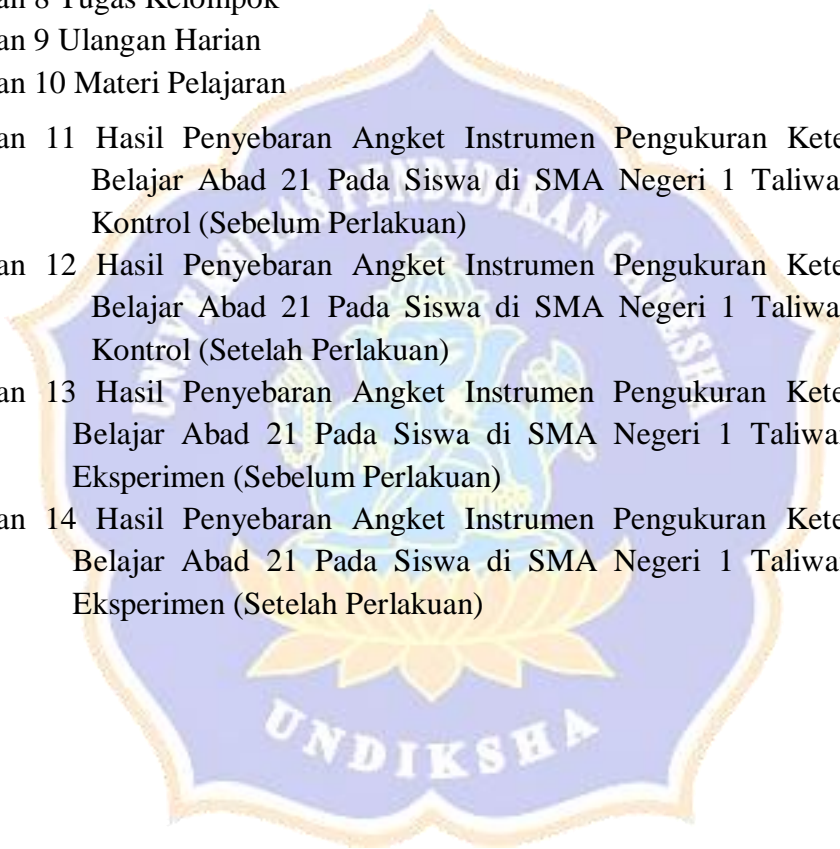 an 8 Tugas Kelompok
an 9 Ulangan Harian
an 10 Materi Pelajaran
an 11 Hasil Penyebaran Angket Instrumen Pengukuran Kete
Belajar Abad 21 Pada Siswa di SMA Negeri 1 Taliwa
Kontrol (Sebelum Perlakuan)
an 12 Hasil Penyebaran Angket Instrumen Pengukuran Kete
Belajar Abad 21 Pada Siswa di SMA Negeri 1 Taliwa
Kontrol (Setelah Perlakuan)
an 13 Hasil Penyebaran Angket Instrumen Pengukuran Kete
Belajar Abad 21 Pada Siswa di SMA Negeri 1 Taliwa
Eksperimen (Sebelum Perlakuan)
an 14 Hasil Penyebaran Angket Instrumen Pengukuran Kete
Belajar Abad 21 Pada Siswa di SMA Negeri 1 Taliwa
Eksperimen (Setelah Perlakuan)
UNIVERSITAS PENDIDIKAN GANESHA
UNDIKSHA